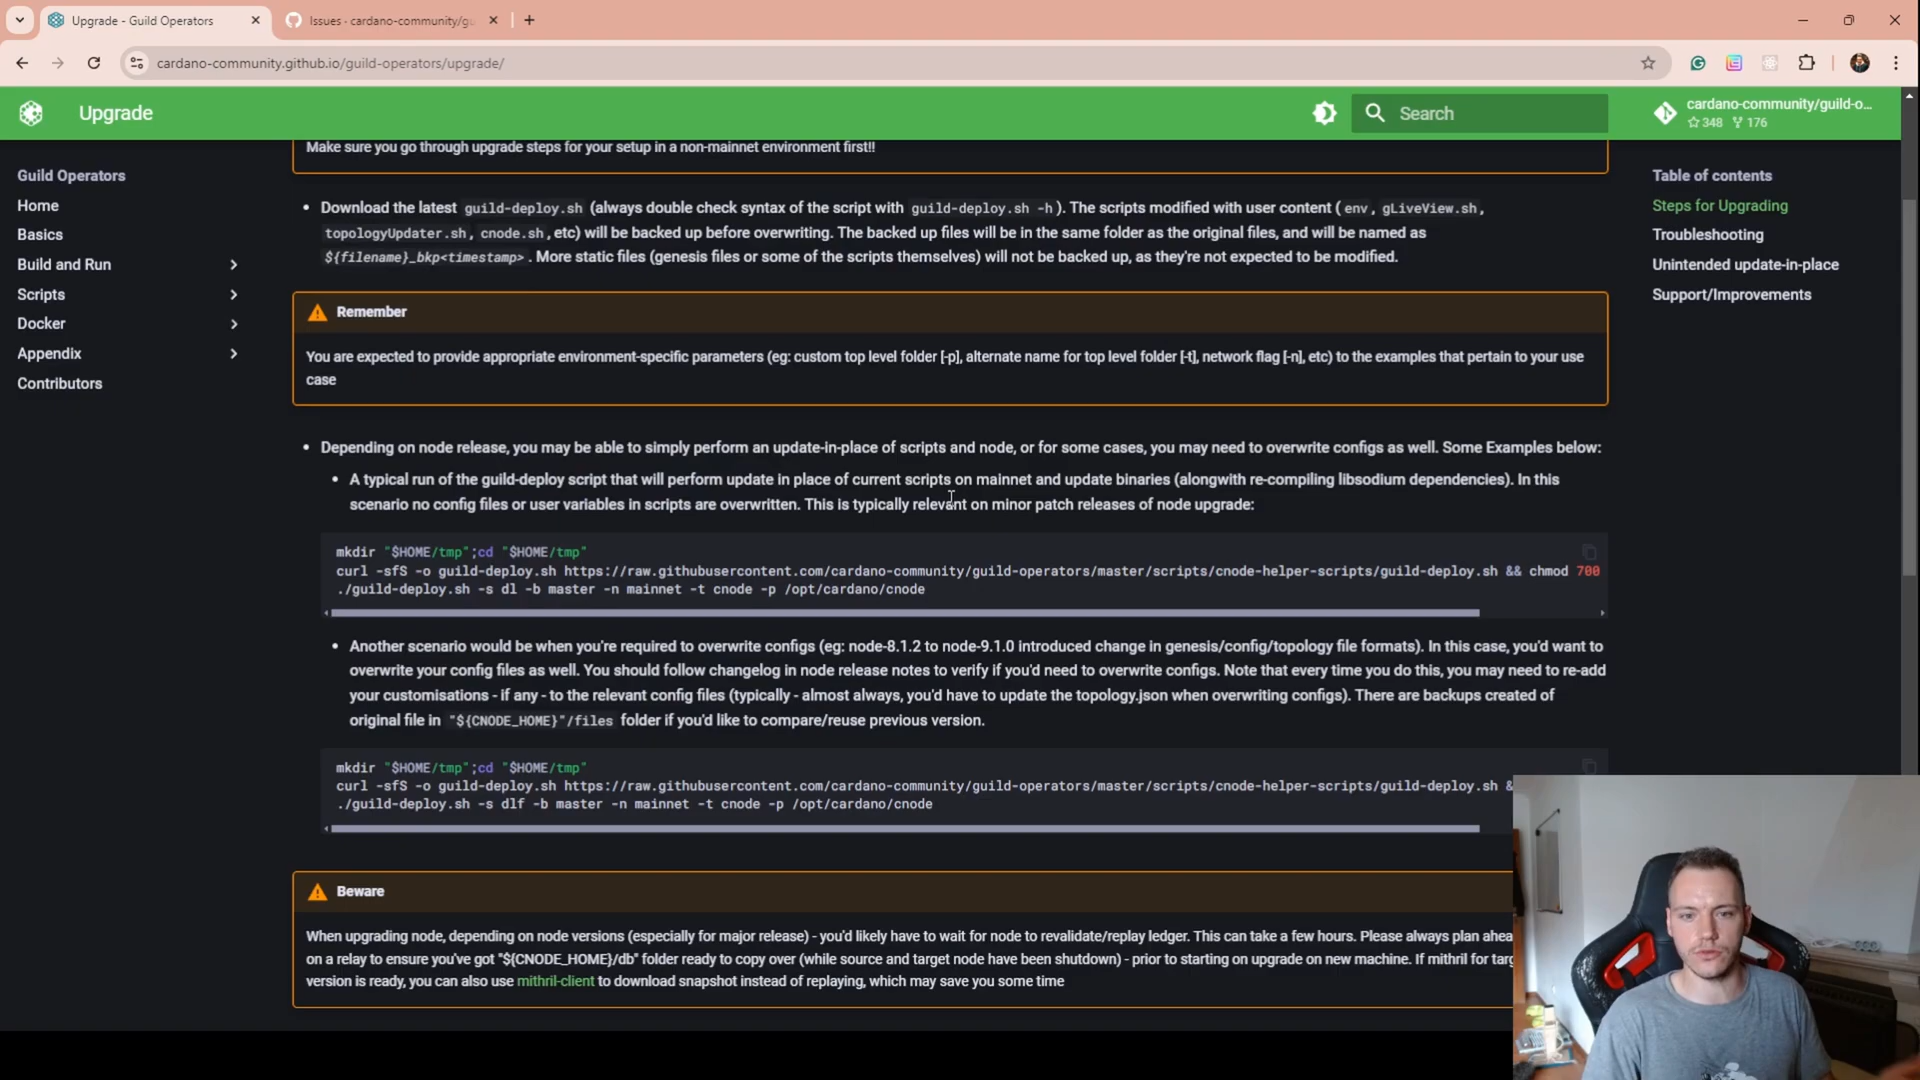 Upgrade - Guild Operators
Issues · cardano-community/gu
cardano-community.github.io/guild-operators/upgrade/
Upgrade
Search
cardano-community/guild-o...
348 176
Guild Operators
Home
Basics
Build and Run
Scripts
Docker
Appendix
Contributors
Make sure you go through upgrade steps for your setup in a non-mainnet environment first!!
Download the latest guild-deploy.sh (always double check syntax of the script with guild-deploy.sh -h ). The scripts modified with user content ( env , gLiveView.sh ,
topologyUpdater.sh , cnode.sh , etc) will be backed up before overwriting. The backed up files will be in the same folder as the original files, and will be named as
${filename}_bkp<timestamp> . More static files (genesis files or some of the scripts themselves) will not be backed up, as they're not expected to be modified.
Remember
You are expected to provide appropriate environment-specific parameters (eg: custom top level folder [-p], alternate name for top level folder [-t], network flag [-n], etc) to the examples that pertain to your use
case
Depending on node release, you may be able to simply perform an update-in-place of scripts and node, or for some cases, you may need to overwrite configs as well. Some Examples below:
A typical run of the guild-deploy script that will perform update in place of current scripts on mainnet and update binaries (alongwith re-compiling libsodium dependencies). In this
scenario no config files or user variables in scripts are overwritten. This is typically relevant on minor patch releases of node upgrade:
mkdir "$HOME/tmp";cd "$HOME/tmp"
curl -sfS -o guild-deploy.sh https://raw.githubusercontent.com/cardano-community/guild-operators/master/scripts/cnode-helper-scripts/guild-deploy.sh && chmod 700
./guild-deploy.sh -s dl -b master -n mainnet -t cnode -p /opt/cardano/cnode
Another scenario would be when you're required to overwrite configs (eg: node-8.1.2 to node-9.1.0 introduced change in genesis/config/topology file formats). In this case, you'd want to
overwrite your config files as well. You should follow changelog in node release notes to verify if you'd need to overwrite configs. Note that every time you do this, you may need to re-add
your customisations - if any - to the relevant config files (typically - almost always, you'd have to update the topology.json when overwriting configs). There are backups created of
original file in "${CNODE_HOME}"/files folder if you'd like to compare/reuse previous version.
mkdir "$HOME/tmp";cd "$HOME/tmp"
curl -sfS -o guild-deploy.sh https://raw.githubusercontent.com/cardano-community/guild-operators/master/scripts/cnode-helper-scripts/guild-deploy.sh &
./guild-deploy.sh -s dlf -b master -n mainnet -t cnode -p /opt/cardano/cnode
Beware
When upgrading node, depending on node versions (especially for major release) - you'd likely have to wait for node to revalidate/replay ledger. This can take a few hours. Please always plan ahea
on a relay to ensure you've got "${CNODE_HOME}/db" folder ready to copy over (while source and target node have been shutdown) - prior to starting on upgrade on new machine. If mithril for targ
version is ready, you can also use mithril-client to download snapshot instead of replaying, which may save you some time
Table of contents
Steps for Upgrading
Troubleshooting
Unintended update-in-place
Support/Improvements